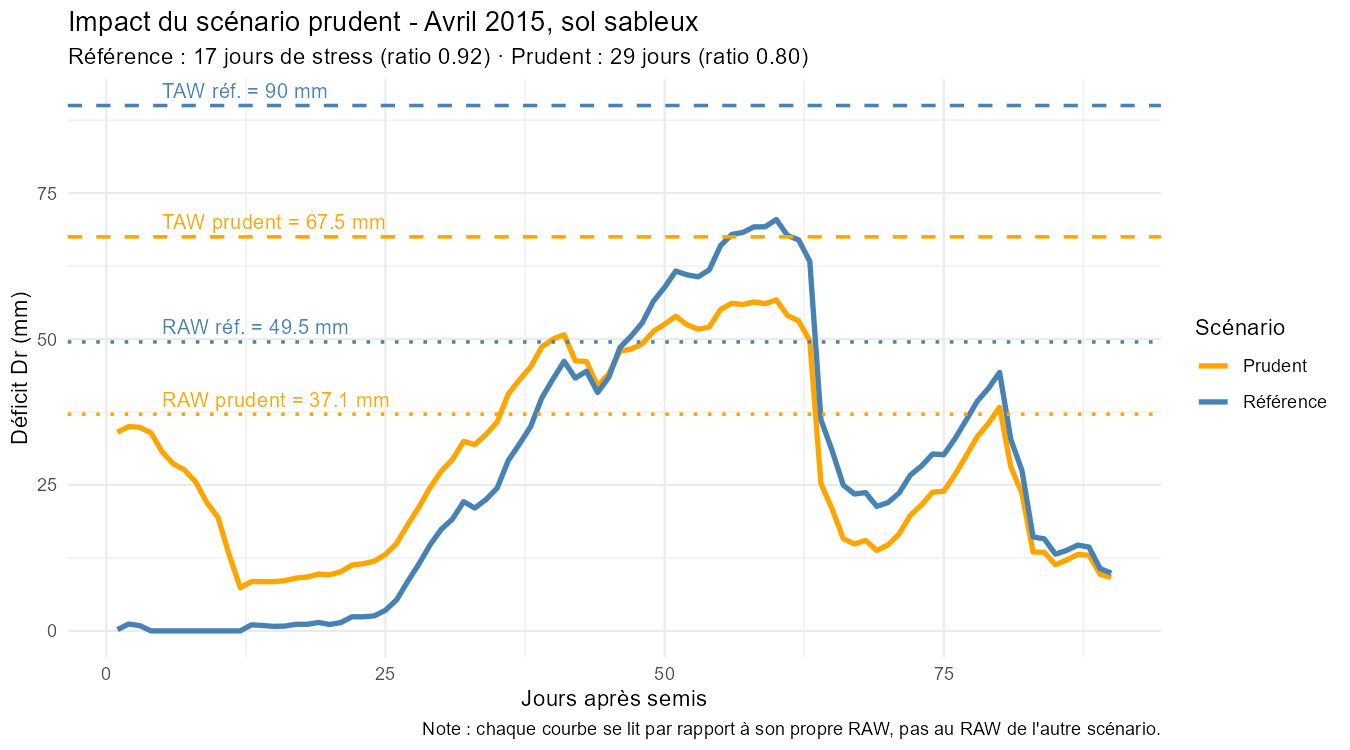 Impact du scénario prudent - Avril 2015, sol sableux
Référence : 17 jours de stress (ratio 0.92) · Prudent : 29 jours (ratio 0.80)
TAW réf. = 90 mm
75
TAW prudent = 67.5 mm
RAW réf. = 49.5 mm
50
RAW prudent = 37.1 mm
25
0
Déficit Dr (mm)
0 25 50 75
Jours après semis
Scénario
Prudent
Référence
Note : chaque courbe se lit par rapport à son propre RAW, pas au RAW de l'autre scénario.